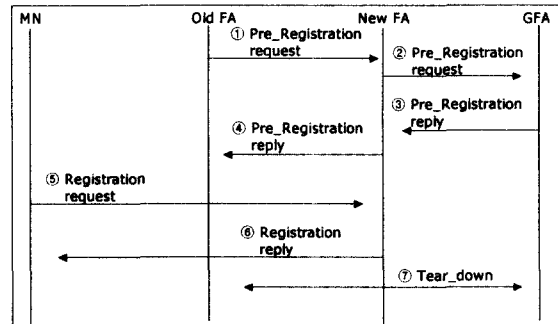 MN Old FA New FA GFA
① Pre_Registration
request
② Pre_Registration
request
③ Pre_Registration
reply
④ Pre_Registration
reply
⑤ Registration
request
⑥ Registration
reply
⑦ Tear_down